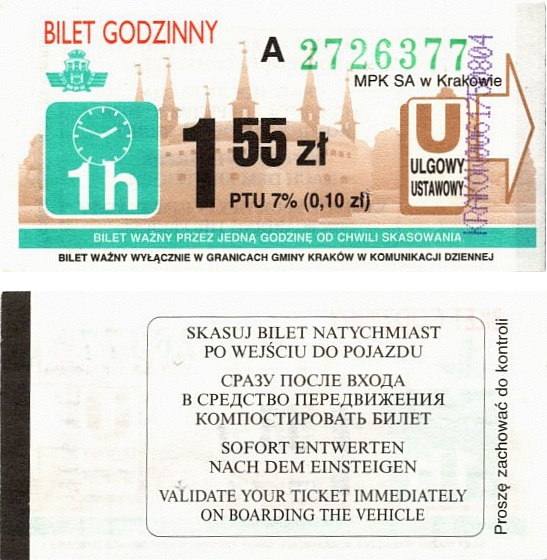 BILET GODZINNY
A 2726377
MPK SA w Krakowie
1h
1 55 zł
PTU 7% (0,10 zł)
U
ULGOWY
USTAWOWY
BILET WAŻNY PRZEZ JEDNĄ GODZINĘ OD CHWILI SKASOWANIA
BILET WAŻNY WYŁĄCZNIE W GRANICACH GMINY KRAKÓW W KOMUNIKACJI DZIENNEJ
SKASUJ BILET NATYCHMIAST
PO WEJŚCIU DO POJAZDU
СРАЗУ ПОСЛЕ ВХОДА
В СРЕДСТВО ПЕРЕДВИЖЕНИЯ
КОМПОСТИРОВАТЬ БИЛЕТ
SOFORT ENTWERTEN
NACH DEM EINSTEIGEN
VALIDATE YOUR TICKET IMMEDIATELY
ON BOARDING THE VEHICLE
Proszę zachować do kontroli